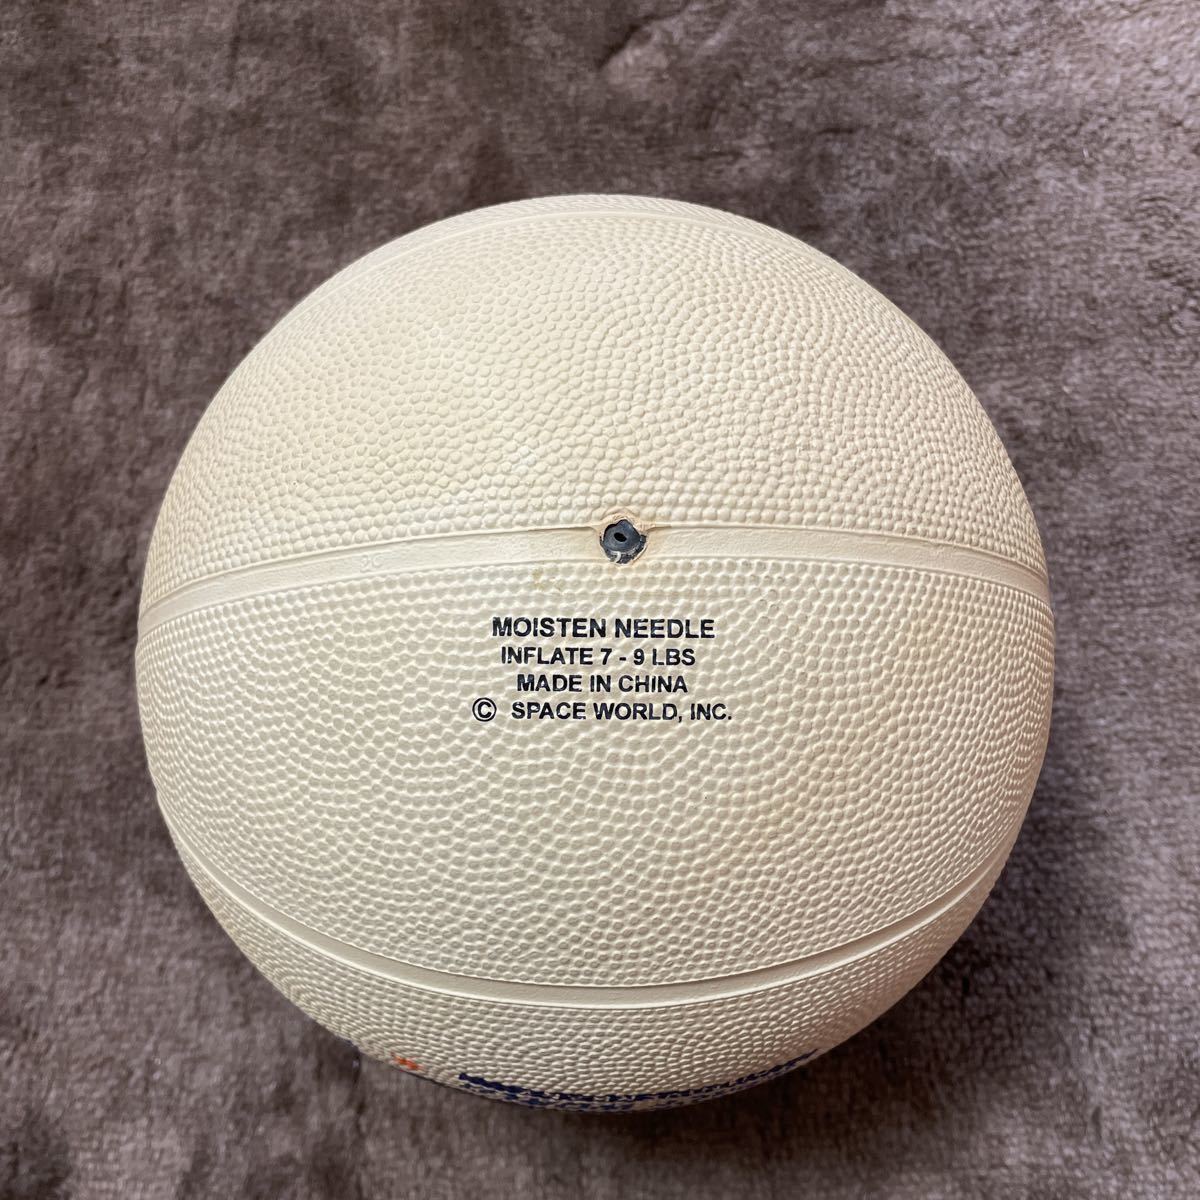 MOISTEN NEEDLE
INFLATE 7 - 9 LBS
MADE IN CHINA
© SPACE WORLD, INC.